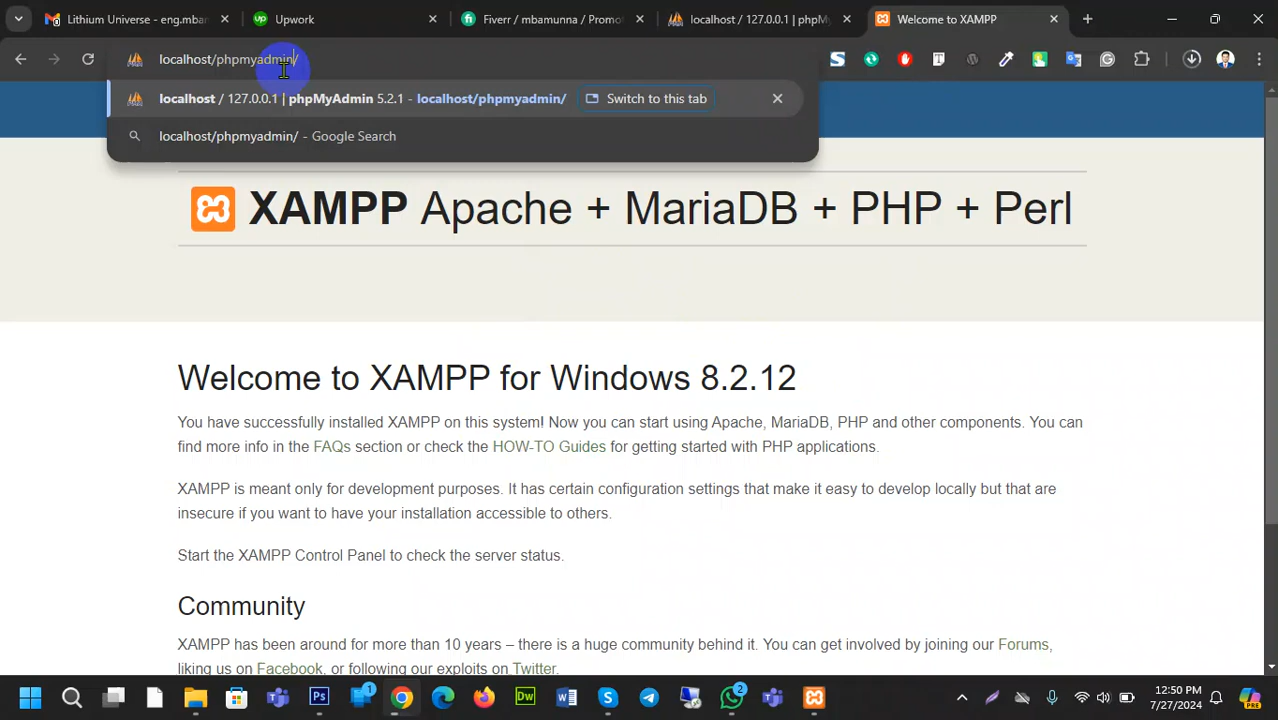 Lithium Universe - eng.mban
Upwork
Fiverr / mbamunna / Promo
localhost / 127.0.0.1 | phpM
Welcome to XAMPP
localhost/phpmyadmin/
localhost / 127.0.0.1 | phpMyAdmin 5.2.1 - localhost/phpmyadmin/
Switch to this tab
localhost/phpmyadmin/ - Google Search
XAMPP Apache + MariaDB + PHP + Perl
Welcome to XAMPP for Windows 8.2.12
You have successfully installed XAMPP on this system! Now you can start using Apache, MariaDB, PHP and other components. You can
find more info in the FAQs section or check the HOW-TO Guides for getting started with PHP applications.
XAMPP is meant only for development purposes. It has certain configuration settings that make it easy to develop locally but that are
insecure if you want to have your installation accessible to others.
Start the XAMPP Control Panel to check the server status.
Community
XAMPP has been around for more than 10 years – there is a huge community behind it. You can get involved by joining our Forums,
liking us on Facebook, or following our exploits on Twitter.
12:50 PM
7/27/2024